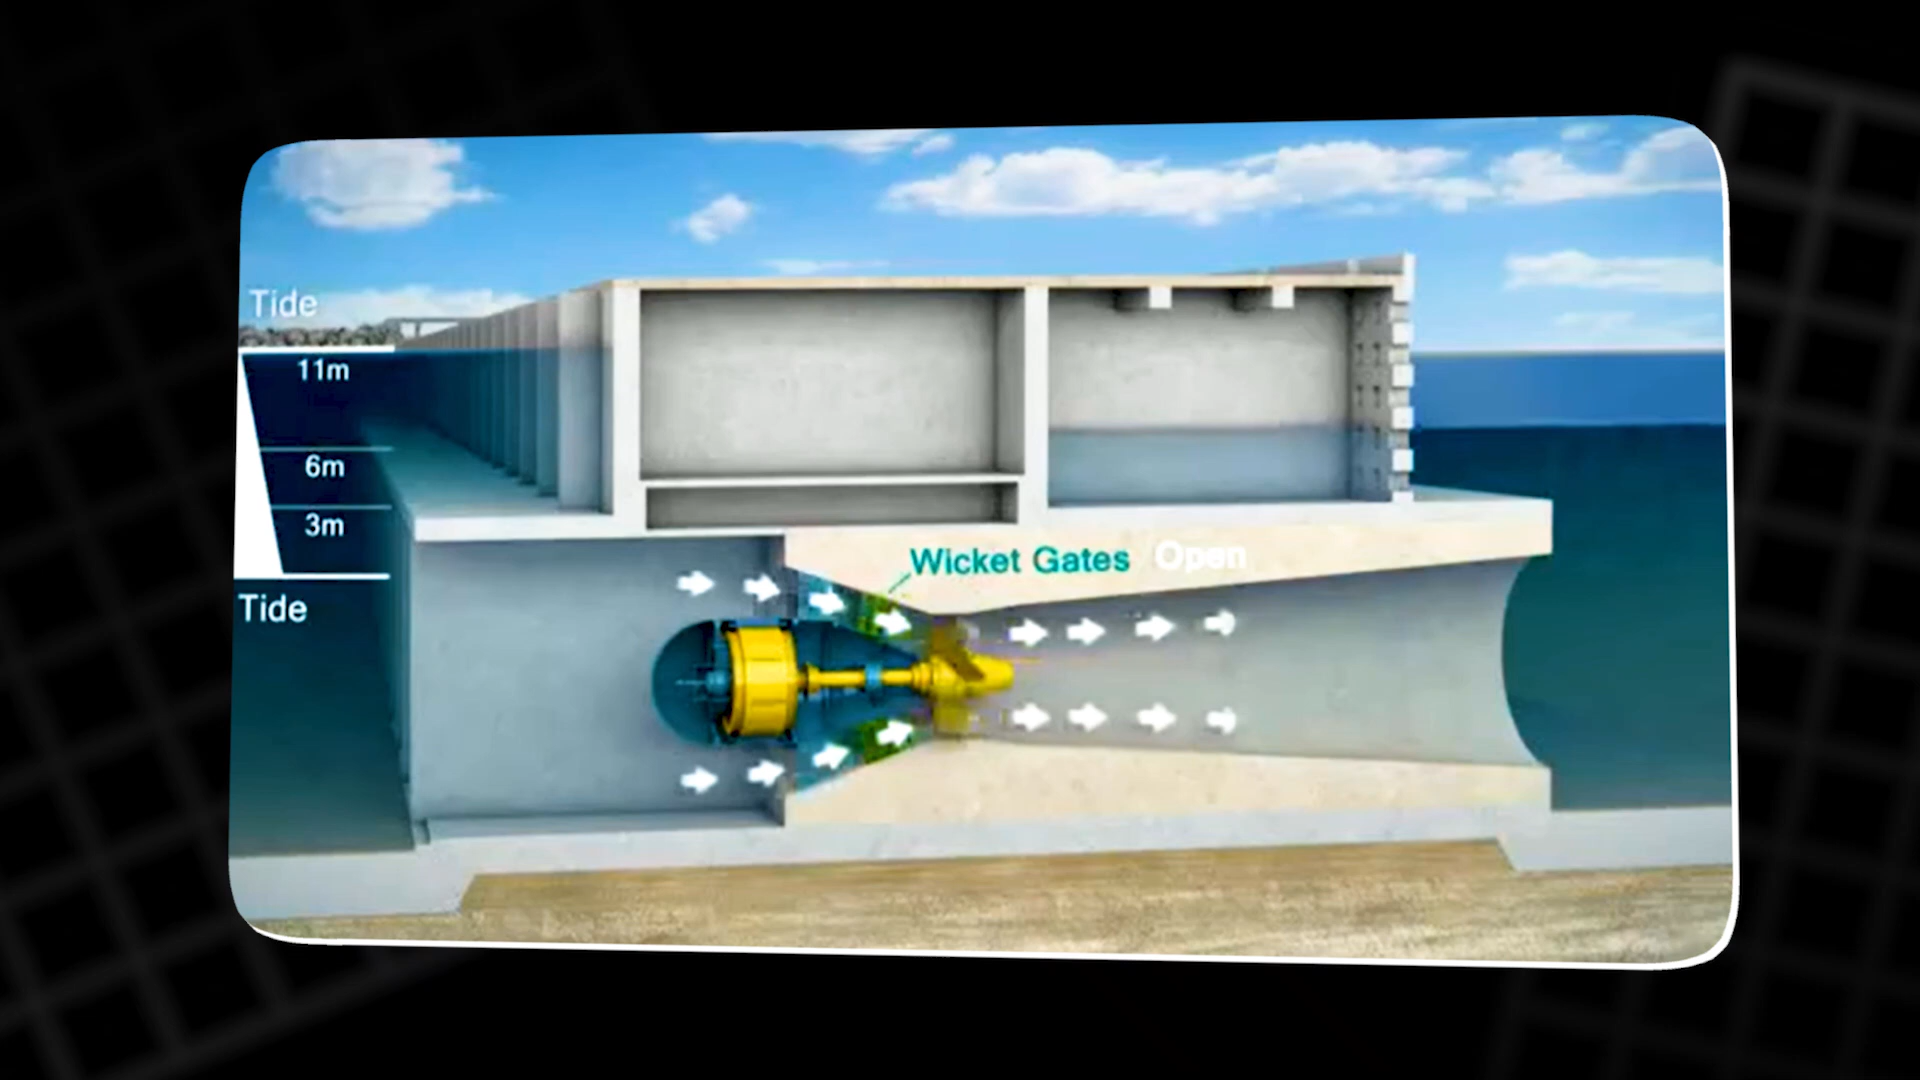 Tide
11m
6m
3m
Tide
Wicket Gates Open